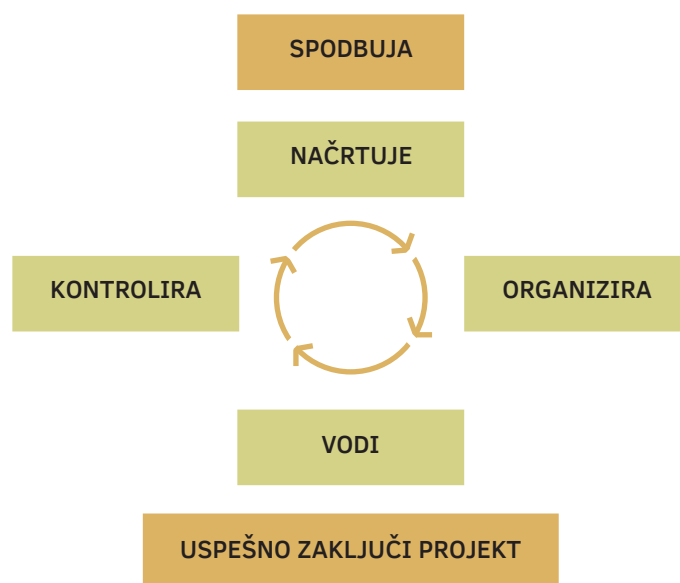 SPODBUJA
NAČRTUJE
KONTROLIRA
ORGANIZIRA
VODI
USPEŠNO ZAKLJUČI PROJEKT